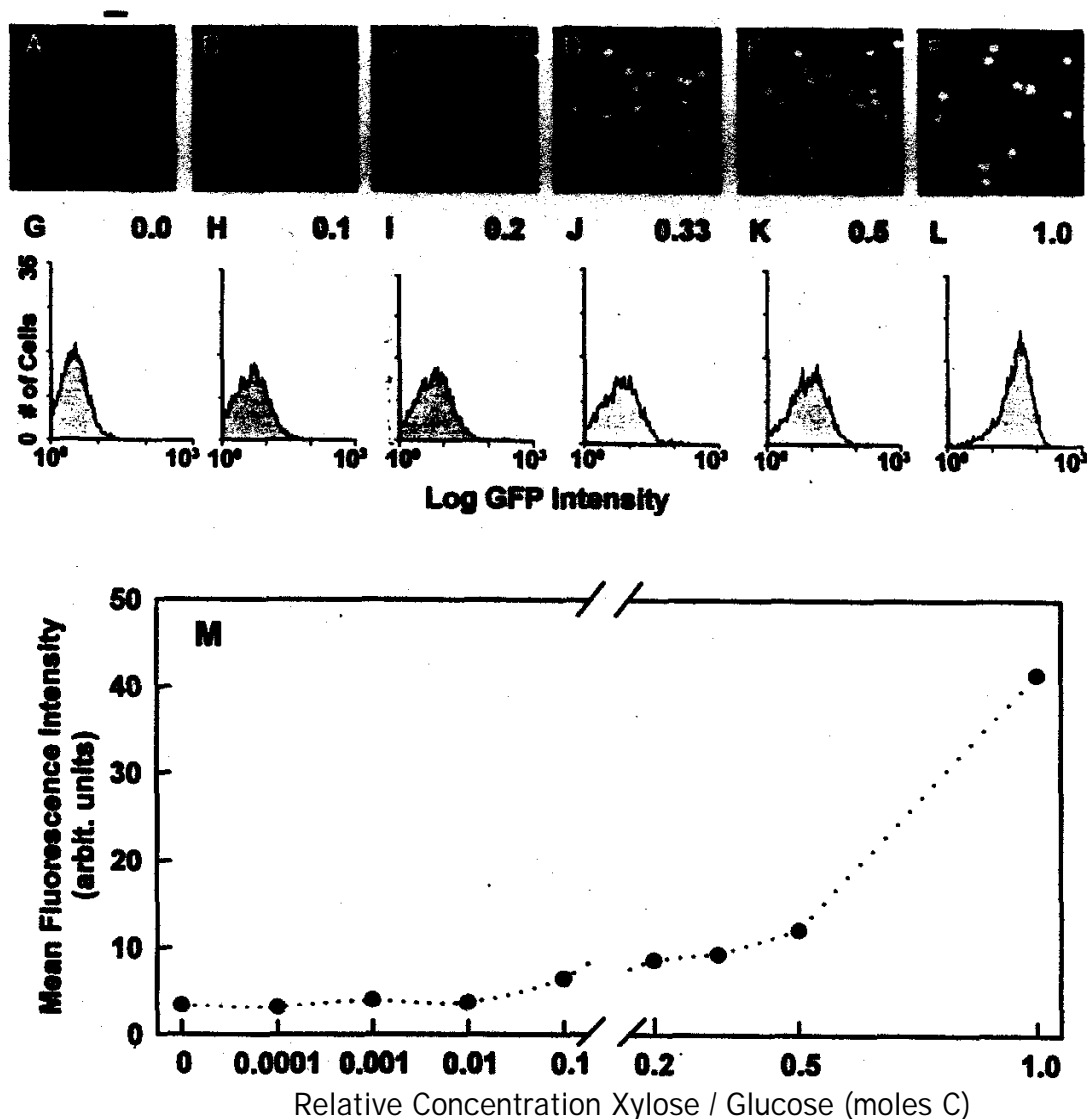 A B D E F
G 0.0 H 0.1 I 0.2 J 0.33 K 0.5 L 1.0
35
# of Cells
0
10⁰ 10³ 10⁰ 10³ 10⁰ 10³ 10⁰ 10³ 10⁰ 10³ 10⁰ 10³
Log GFP Intensity
M
50
40
30
20
10
0
Mean Fluorescence Intensity
(arbit. units)
0 0.0001 0.001 0.01 0.1 0.2 0.5 1.0
Relative Concentration Xylose / Glucose (moles C)